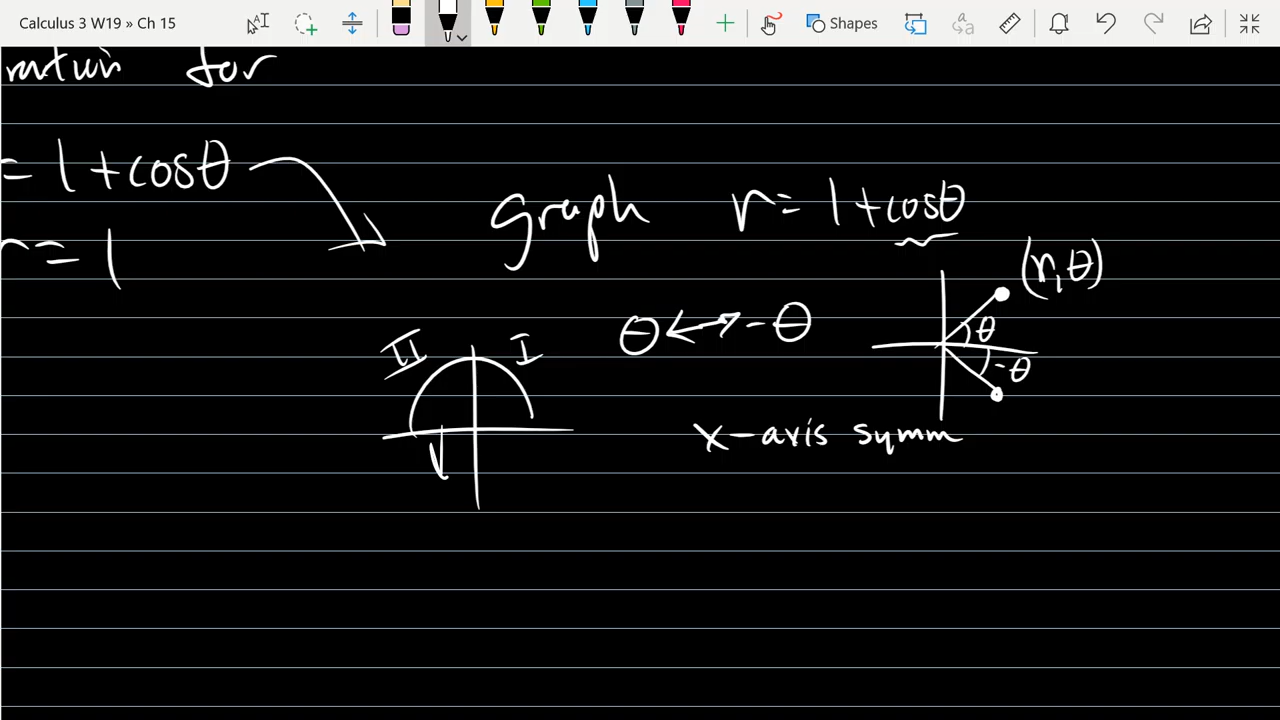 Calculus 3 W19 » Ch 15
Shapes
for
= 1 + cosθ
graph r = 1 + cosθ
r = 1
(r, θ)
θ ↔ -θ
θ
II I
-θ
x-axis symm